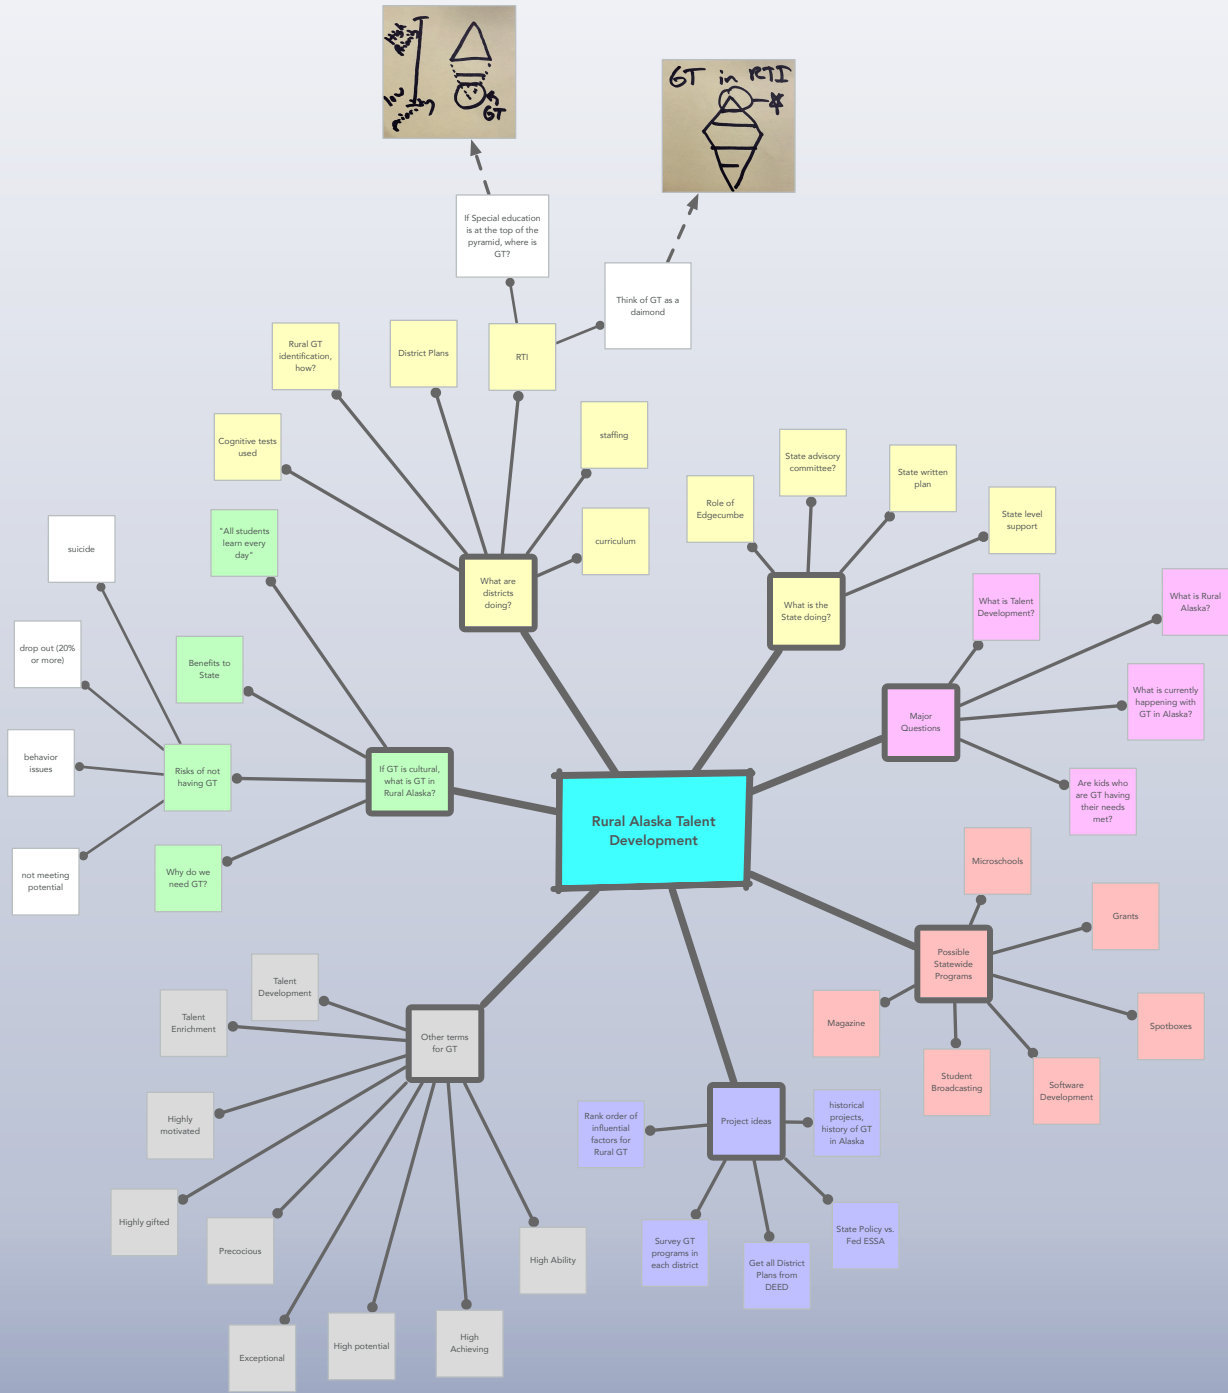 High
Priority
low
Priority
GT
GT in RTI
If Special education
is at the top of the
pyramid, where is
GT?
Think of GT as a
daimond
Rural GT
identification,
how?
District Plans
RTI
Cognitive tests
used
staffing
curriculum
What are
districts
doing?
State advisory
committee?
State written
plan
Role of
Edgecumbe
State level
support
What is the
State doing?
What is Talent
Development?
What is Rural
Alaska?
What is currently
happening with
GT in Alaska?
Are kids who
are GT having
their needs
met?
Major
Questions
"All students
learn every
day"
Benefits to
State
Risks of not
having GT
Why do we
need GT?
If GT is cultural,
what is GT in
Rural Alaska?
suicide
drop out (20%
or more)
behavior
issues
not meeting
potential
Rural Alaska Talent
Development
Microschools
Grants
Possible
Statewide
Programs
Spotboxes
Magazine
Student
Broadcasting
Software
Development
Talent
Development
Talent
Enrichment
Other terms
for GT
Highly
motivated
Highly gifted
Precocious
Exceptional
High potential
High
Achieving
High Ability
Project ideas
Rank order of
influential
factors for
Rural GT
historical
projects,
history of GT
in Alaska
Survey GT
programs in
each district
Get all District
Plans from
DEED
State Policy vs.
Fed ESSA